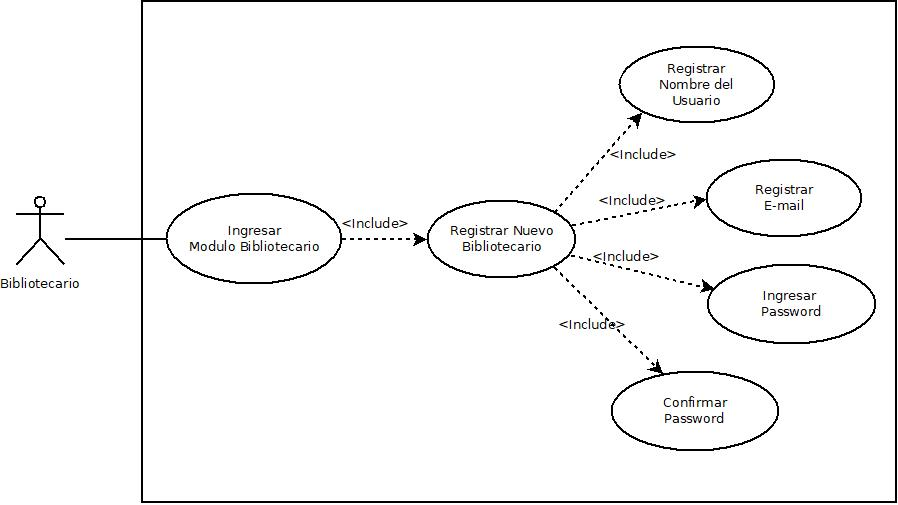 Registrar
Nombre del
Usuario
<Include>
Registrar
E-mail
<Include>
Ingresar
Modulo Bibliotecario
<Include>
Registrar Nuevo
Bibliotecario
<Include>
Bibliotecario
Ingresar
Password
<Include>
Confirmar
Password